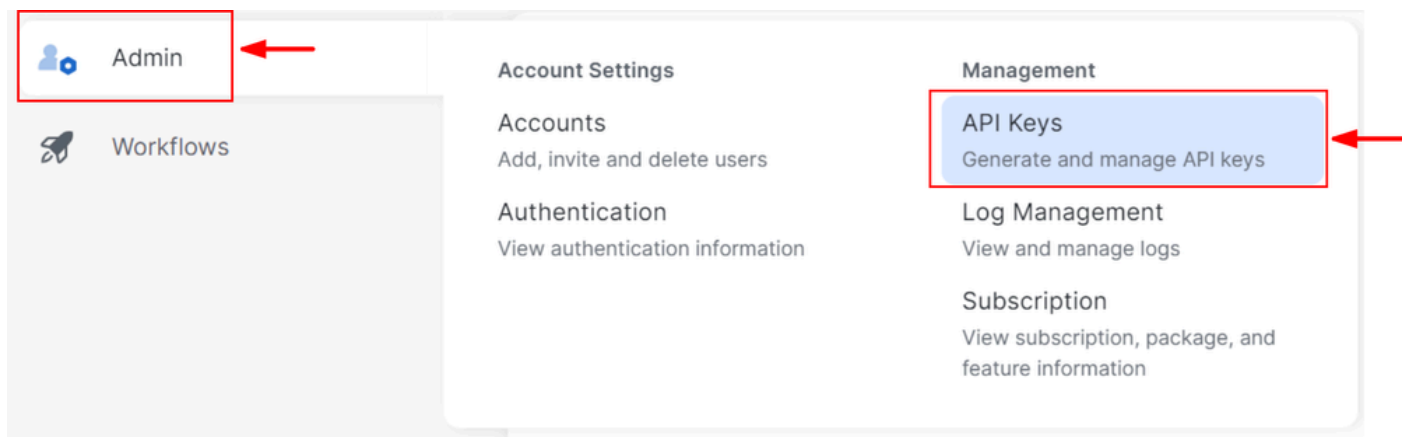 Admin
Workflows
Account Settings
Accounts
Add, invite and delete users
Authentication
View authentication information
Management
API Keys
Generate and manage API keys
Log Management
View and manage logs
Subscription
View subscription, package, and
feature information